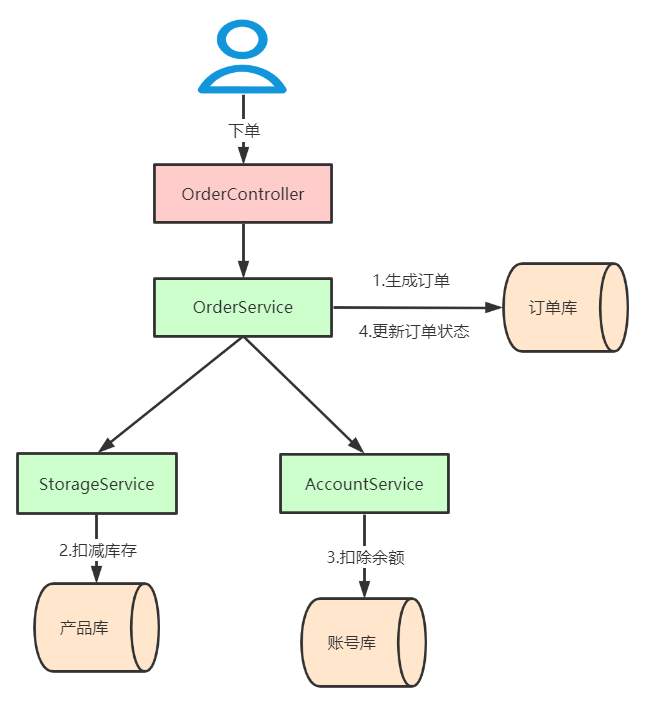 下单
OrderController
OrderService
1.生成订单
4.更新订单状态
订单库
StorageService
AccountService
2.扣减库存
3.扣除余额
产品库
账号库